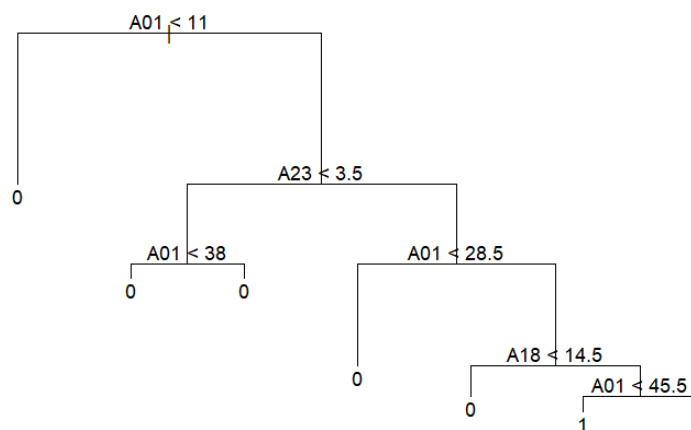 A01 < 11
0
A23 < 3.5
A01 < 38
0 0
A01 < 28.5
0
A18 < 14.5
0
A01 < 45.5
1